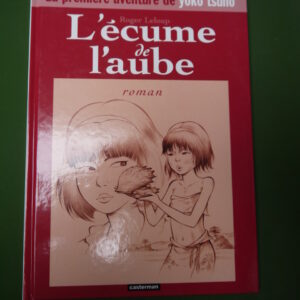 La première aventure de yoko tsuno
Roger Leloup
L'écume
de
l'aube
roman
casterman